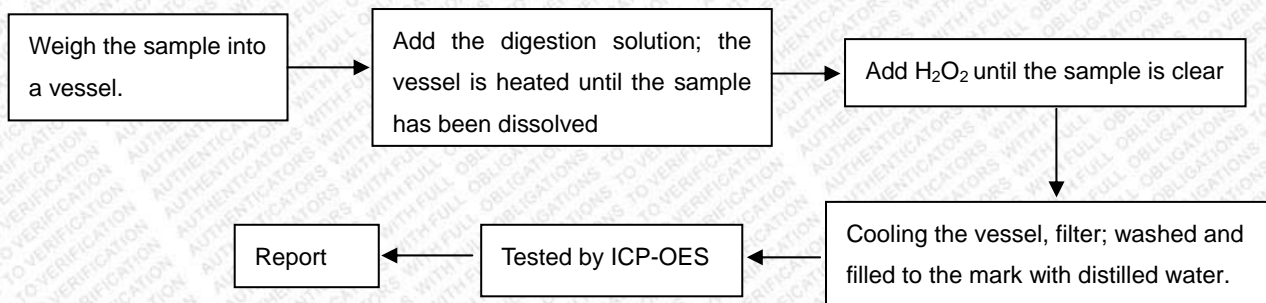 Weigh the sample into
a vessel.
Add the digestion solution; the
vessel is heated until the sample
has been dissolved
Add H₂O₂ until the sample is clear
Cooling the vessel, filter; washed and
filled to the mark with distilled water.
Tested by ICP-OES
Report